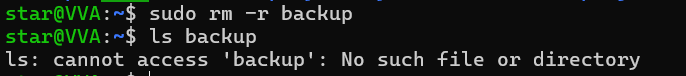 star@VVA:~$ sudo rm -r backup
star@VVA:~$ ls backup
ls: cannot access 'backup': No such file or directory